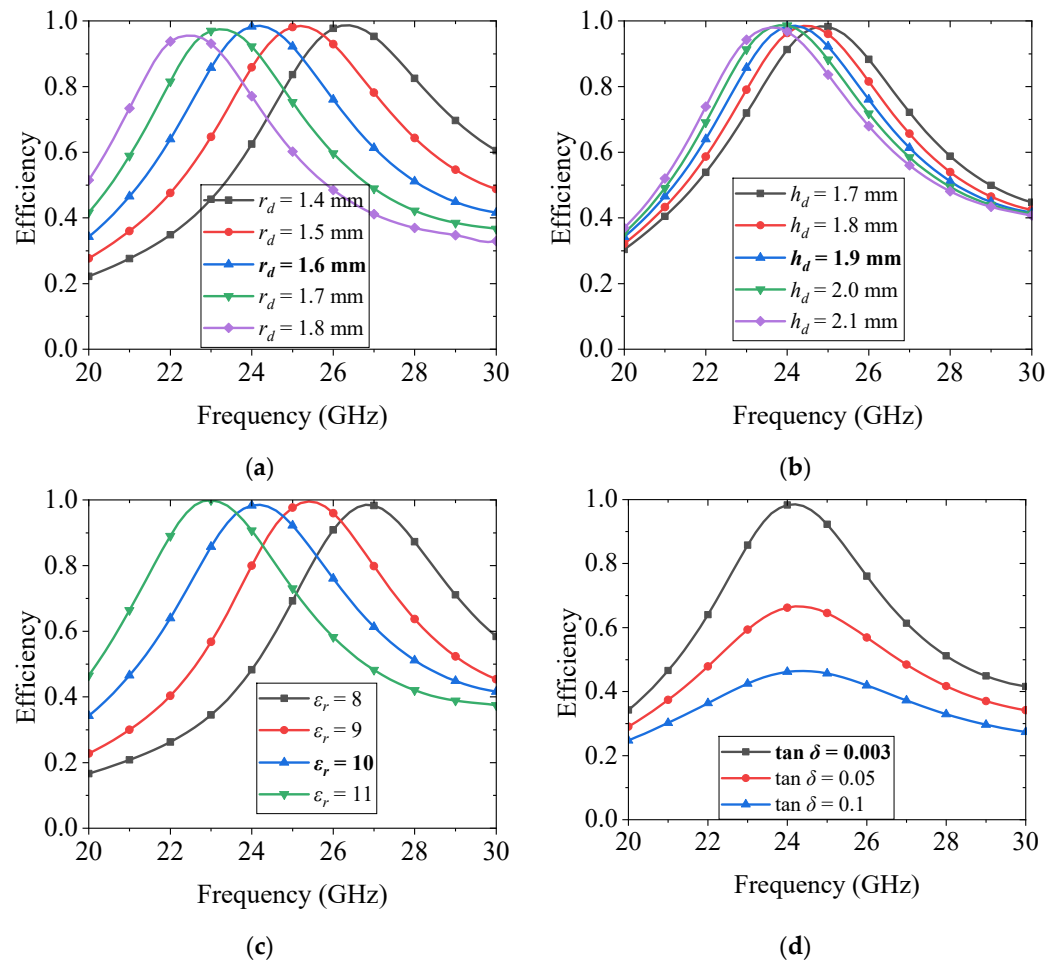 1.0
0.8
0.6
0.4
0.2
0.0
Efficiency
r_d = 1.4 mm
r_d = 1.5 mm
r_d = 1.6 mm
r_d = 1.7 mm
r_d = 1.8 mm
20 22 24 26 28 30
Frequency (GHz)
(a)
1.0
0.8
0.6
0.4
0.2
0.0
Efficiency
h_d = 1.7 mm
h_d = 1.8 mm
h_d = 1.9 mm
h_d = 2.0 mm
h_d = 2.1 mm
20 22 24 26 28 30
Frequency (GHz)
(b)
1.0
0.8
0.6
0.4
0.2
0.0
Efficiency
ε_r = 8
ε_r = 9
ε_r = 10
ε_r = 11
20 22 24 26 28 30
Frequency (GHz)
(c)
1.0
0.8
0.6
0.4
0.2
0.0
Efficiency
tan δ = 0.003
tan δ = 0.05
tan δ = 0.1
20 22 24 26 28 30
Frequency (GHz)
(d)